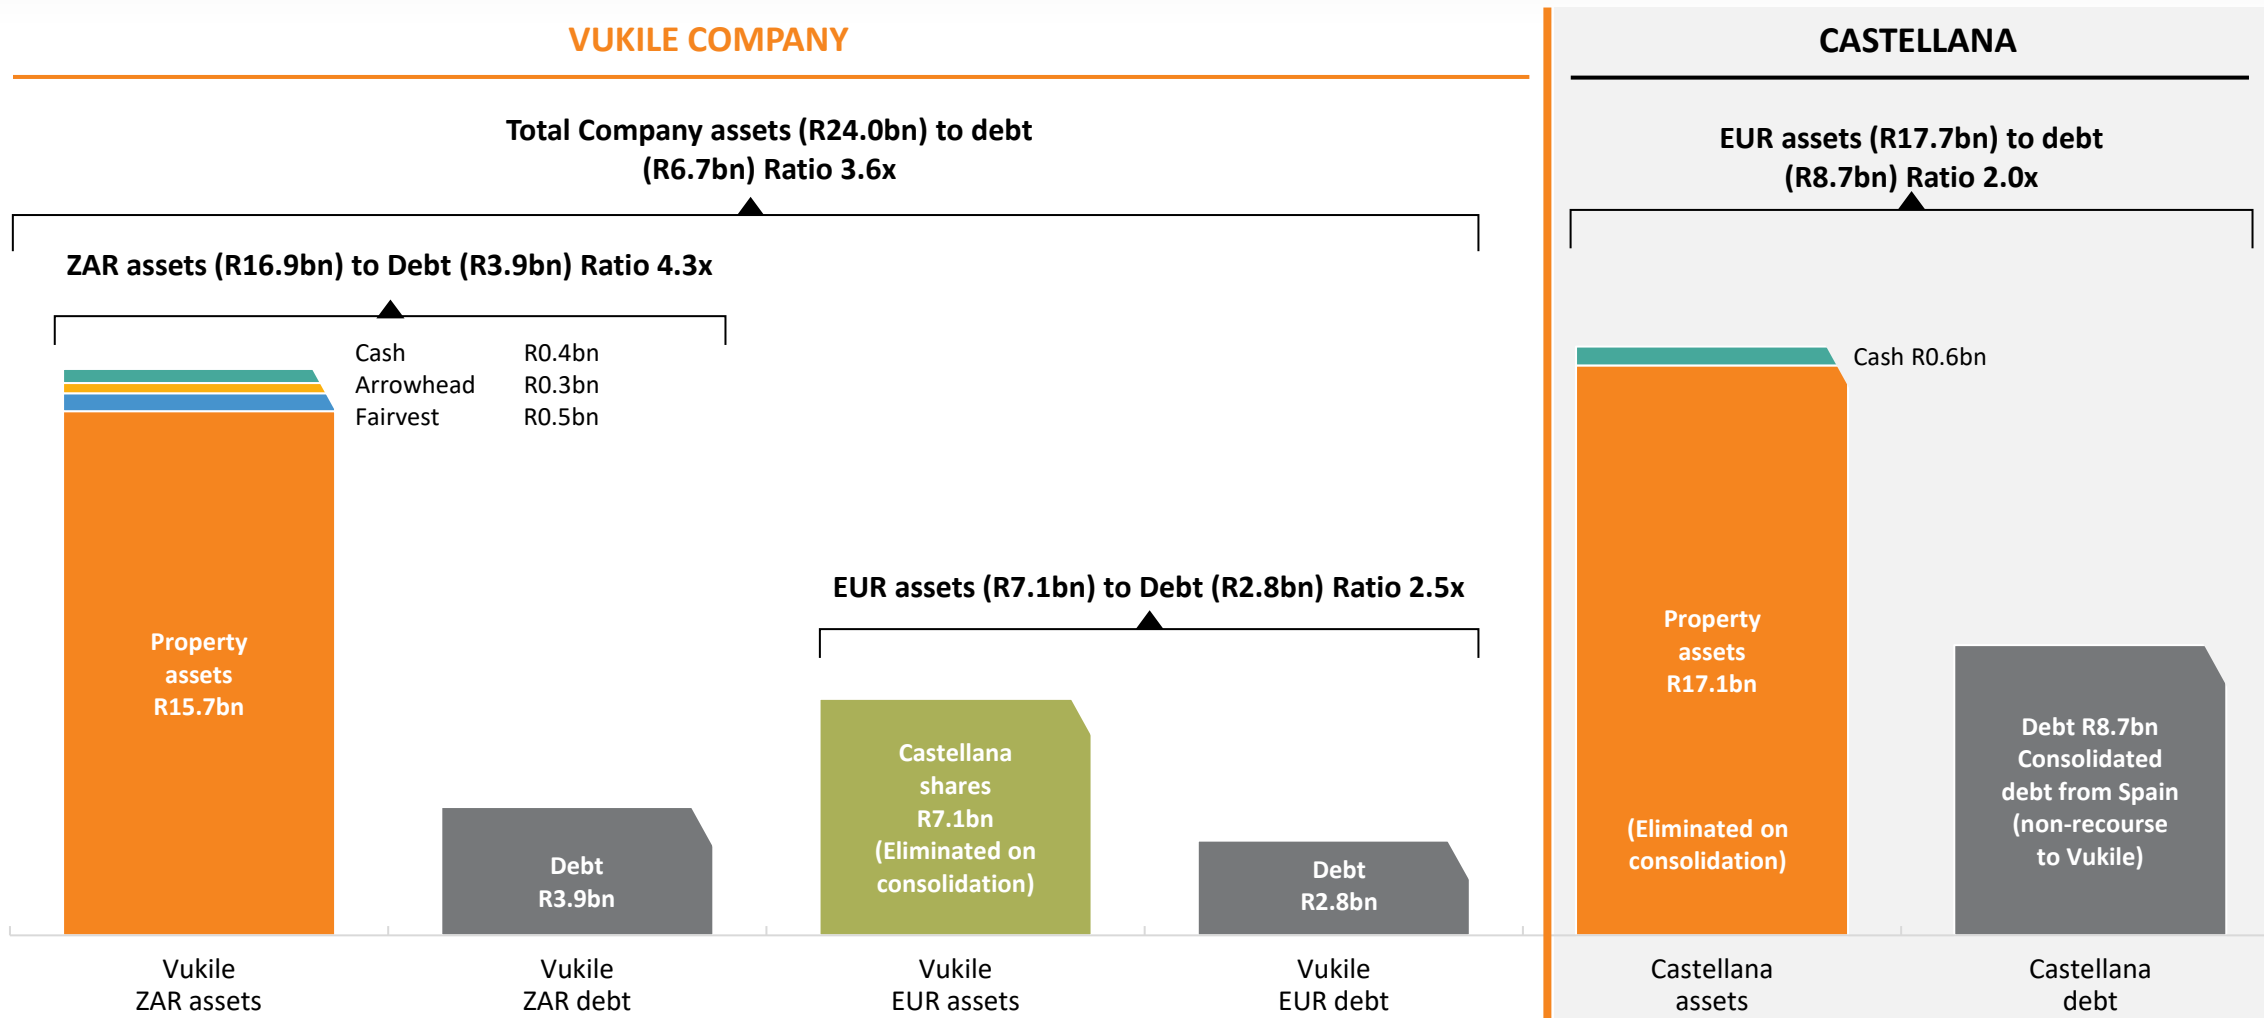 VUKILE COMPANY
Total Company assets (R24.0bn) to debt
(R6.7bn) Ratio 3.6x
ZAR assets (R16.9bn) to Debt (R3.9bn) Ratio 4.3x
Cash R0.4bn
Arrowhead R0.3bn
Fairvest R0.5bn
Property
assets
R15.7bn
Debt
R3.9bn
EUR assets (R7.1bn) to Debt (R2.8bn) Ratio 2.5x
Castellana
shares
R7.1bn
(Eliminated on
consolidation)
Debt
R2.8bn
Vukile
ZAR assets
Vukile
ZAR debt
Vukile
EUR assets
Vukile
EUR debt
CASTELLANA
EUR assets (R17.7bn) to debt
(R8.7bn) Ratio 2.0x
Cash R0.6bn
Property
assets
R17.1bn
(Eliminated on
consolidation)
Debt R8.7bn
Consolidated
debt from Spain
(non-recourse
to Vukile)
Castellana
assets
Castellana
debt